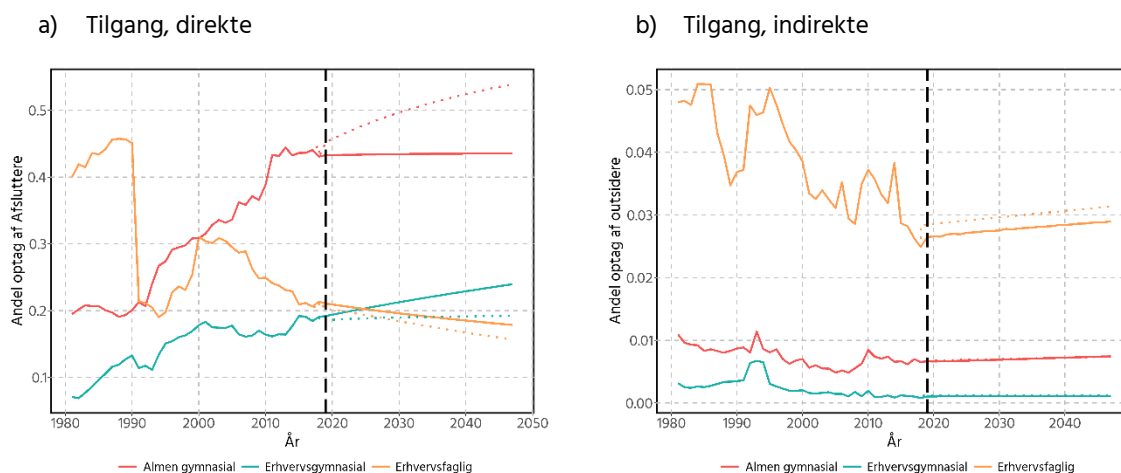 a) Tilgang, direkte
Andel optag af Afsluttere
0.5
0.4
0.3
0.2
0.1
1980 1990 2000 2010 2020 2030 2040 2050
År
Almen gymnasial Erhvervsgymnasial Erhvervsfaglig
b) Tilgang, indirekte
Andel optag af outsidere
0.05
0.04
0.03
0.02
0.01
0.00
1980 1990 2000 2010 2020 2030 2040
År
Almen gymnasial Erhvervsgymnasial Erhvervsfaglig